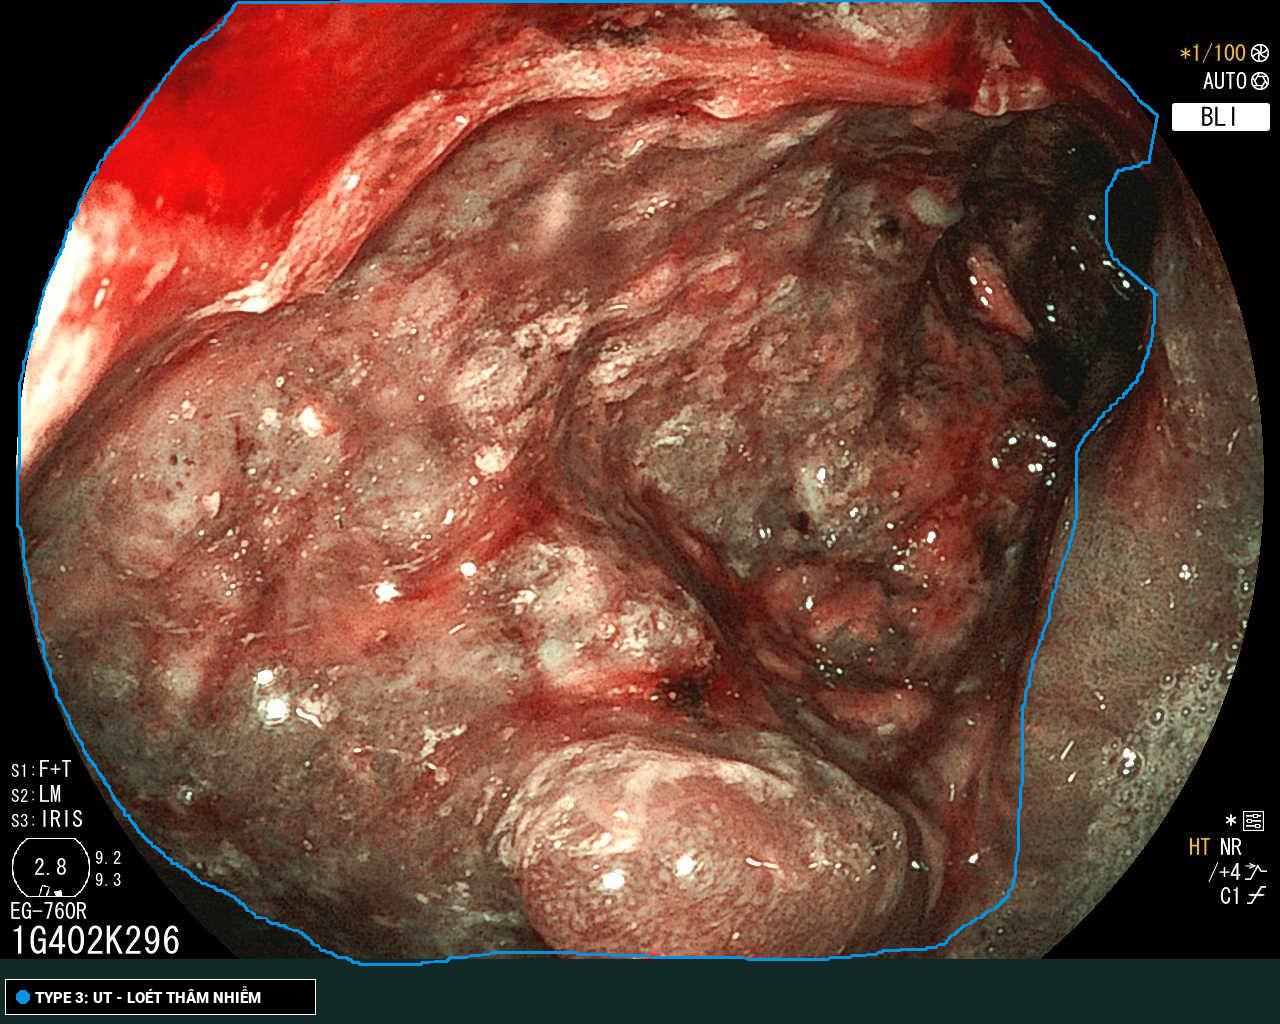 *1/100
AUTO
BLI
S1:F+T
S2:LM
S3:IRIS
2.8
9.2
9.3
EG-760R
1G402K296
*
HT NR
/+4
C1
TYPE 3: UT - LOÉT THÂM NHIỄM